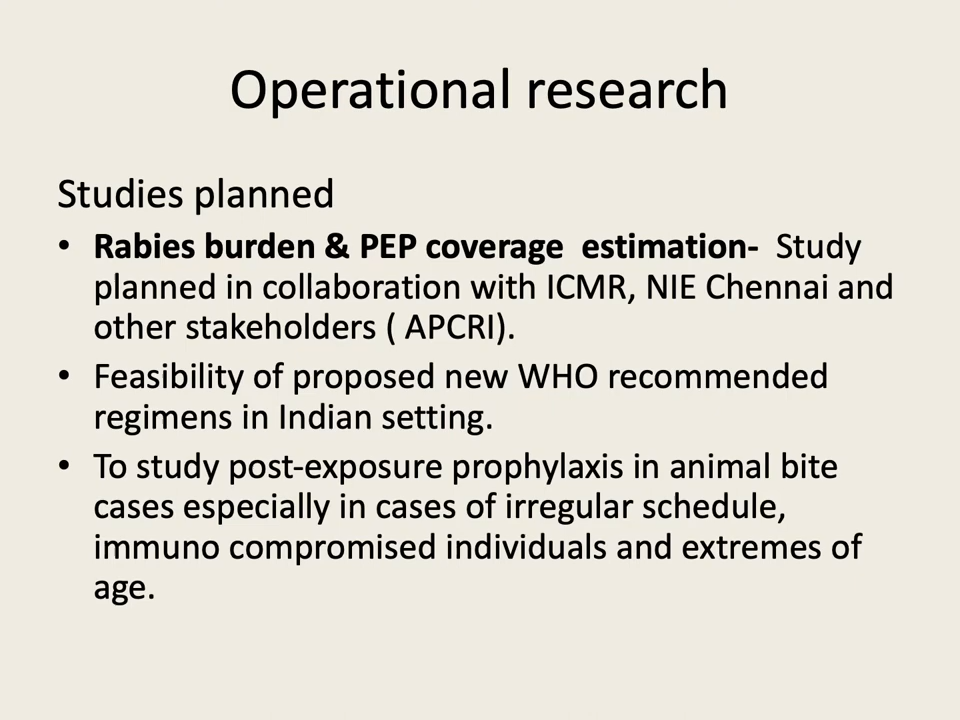 Operational research
Studies planned
• Rabies burden & PEP coverage  estimation-  Study
planned in collaboration with ICMR, NIE Chennai and
other stakeholders ( APCRI).
• Feasibility of proposed new WHO recommended
regimens in Indian setting.
• To study post-exposure prophylaxis in animal bite
cases especially in cases of irregular schedule,
immuno compromised individuals and extremes of
age.